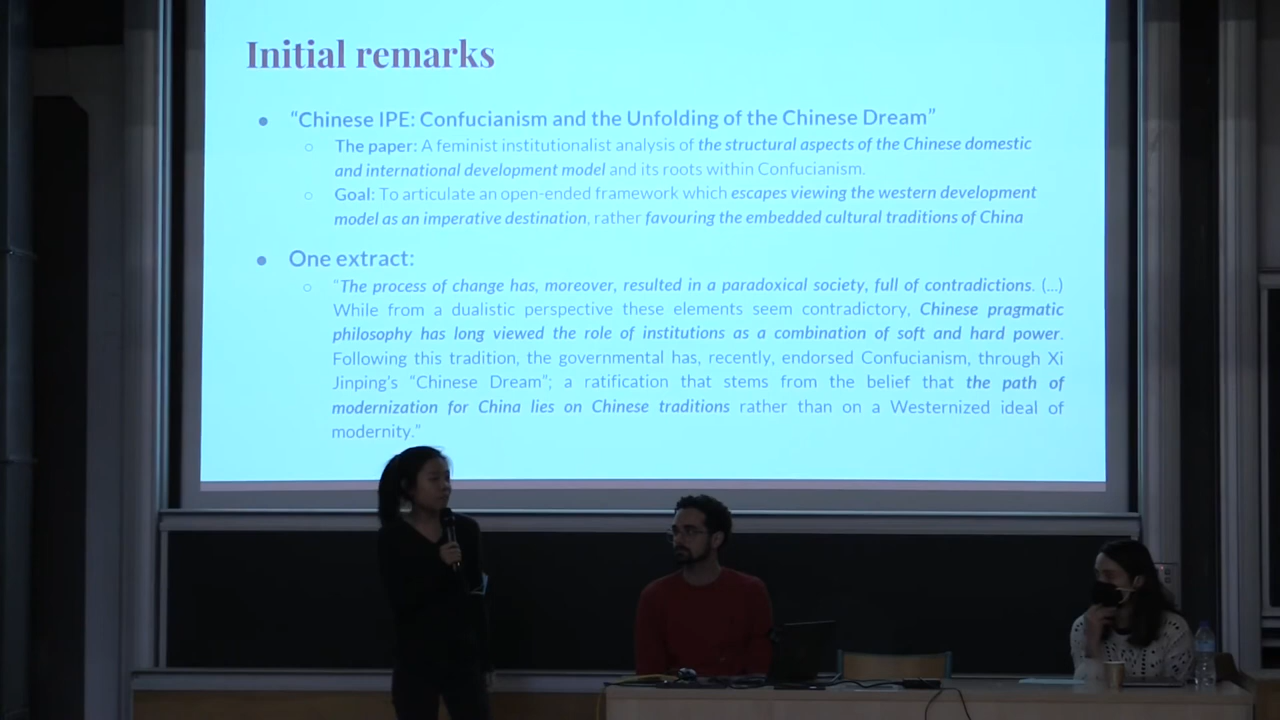 Initial remarks
● “Chinese IPE: Confucianism and the Unfolding of the Chinese Dream”
○ The paper: A feminist institutionalist analysis of the structural aspects of the Chinese domestic
and international development model and its roots within Confucianism.
○ Goal: To articulate an open-ended framework which escapes viewing the western development
model as an imperative destination, rather favouring the embedded cultural traditions of China
● One extract:
○ “The process of change has, moreover, resulted in a paradoxical society, full of contradictions. (...)
While from a dualistic perspective these elements seem contradictory, Chinese pragmatic
philosophy has long viewed the role of institutions as a combination of soft and hard power.
Following this tradition, the governmental has, recently, endorsed Confucianism, through Xi
Jinping’s “Chinese Dream”; a ratification that stems from the belief that the path of
modernization for China lies on Chinese traditions rather than on a Westernized ideal of
modernity.”